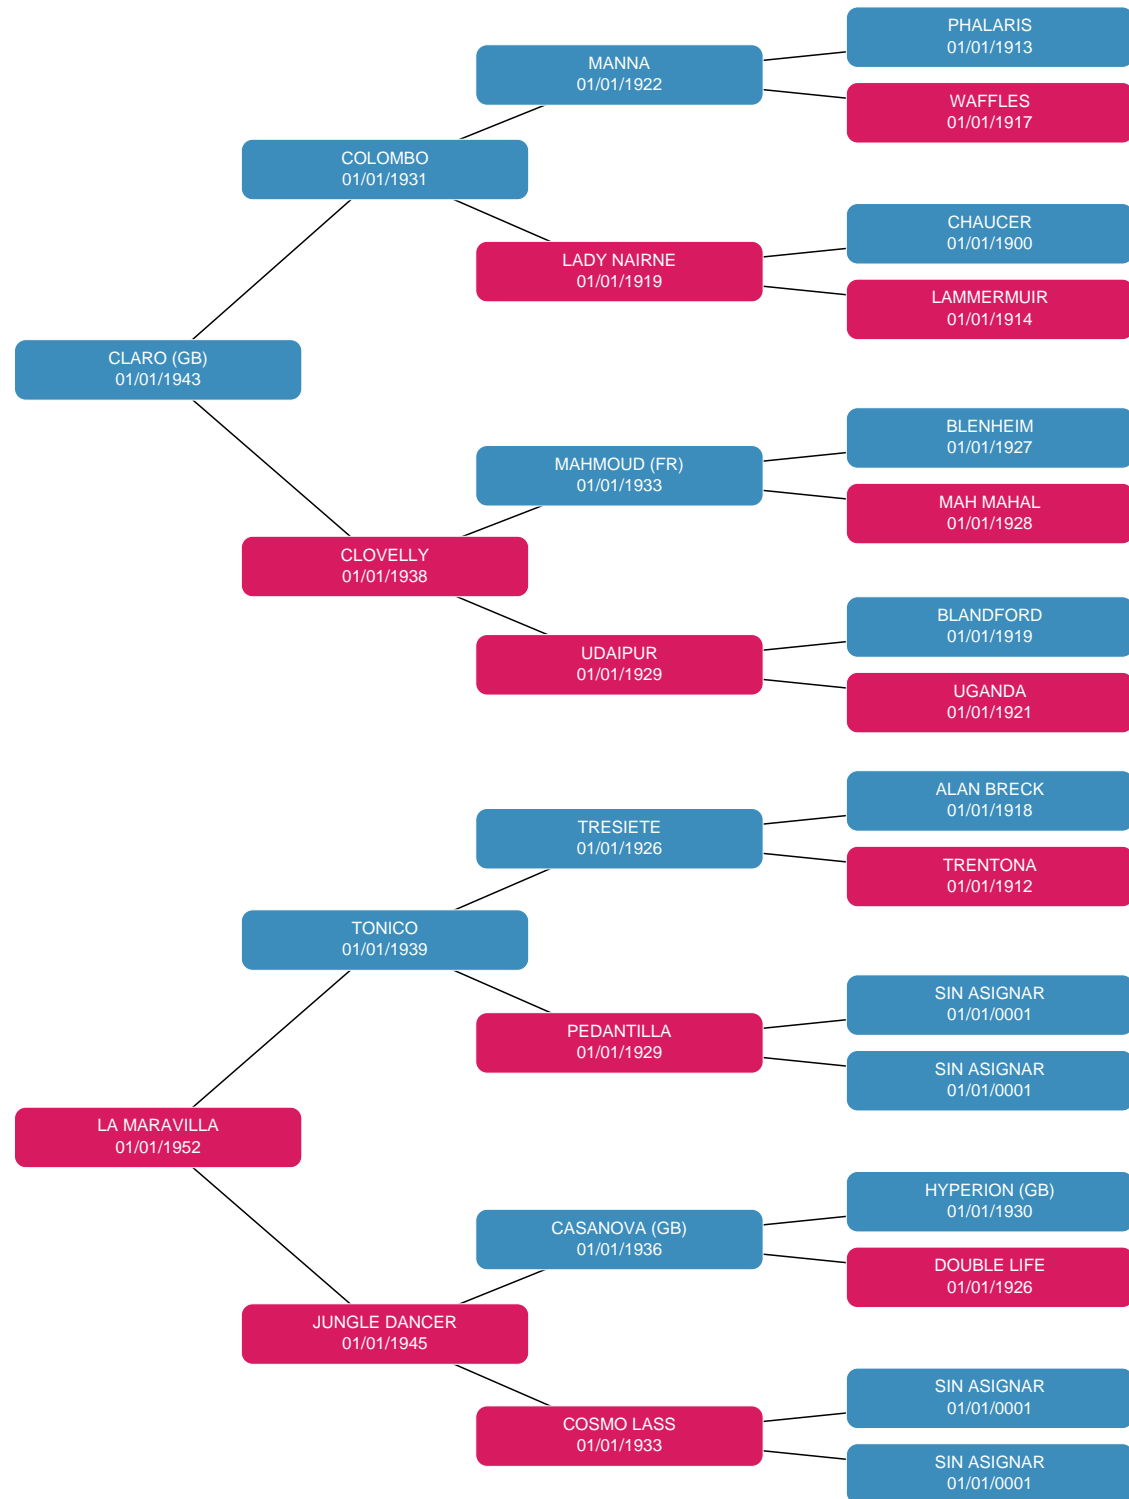 PHALARIS
01/01/1913
MANNA
01/01/1922
WAFFLES
01/01/1917
COLOMBO
01/01/1931
CHAUCER
01/01/1900
LADY NAIRNE
01/01/1919
LAMMERMUIR
01/01/1914
CLARO (GB)
01/01/1943
BLENHEIM
01/01/1927
MAHMOUD (FR)
01/01/1933
MAH MAHAL
01/01/1928
CLOVELLY
01/01/1938
BLANDFORD
01/01/1919
UDAIPUR
01/01/1929
UGANDA
01/01/1921
ALAN BRECK
01/01/1918
TRESIETE
01/01/1926
TRENTONA
01/01/1912
TONICO
01/01/1939
SIN ASIGNAR
01/01/0001
PEDANTILLA
01/01/1929
SIN ASIGNAR
01/01/0001
LA MARAVILLA
01/01/1952
HYPERION (GB)
01/01/1930
CASANOVA (GB)
01/01/1936
DOUBLE LIFE
01/01/1926
JUNGLE DANCER
01/01/1945
SIN ASIGNAR
01/01/0001
COSMO LASS
01/01/1933
SIN ASIGNAR
01/01/0001